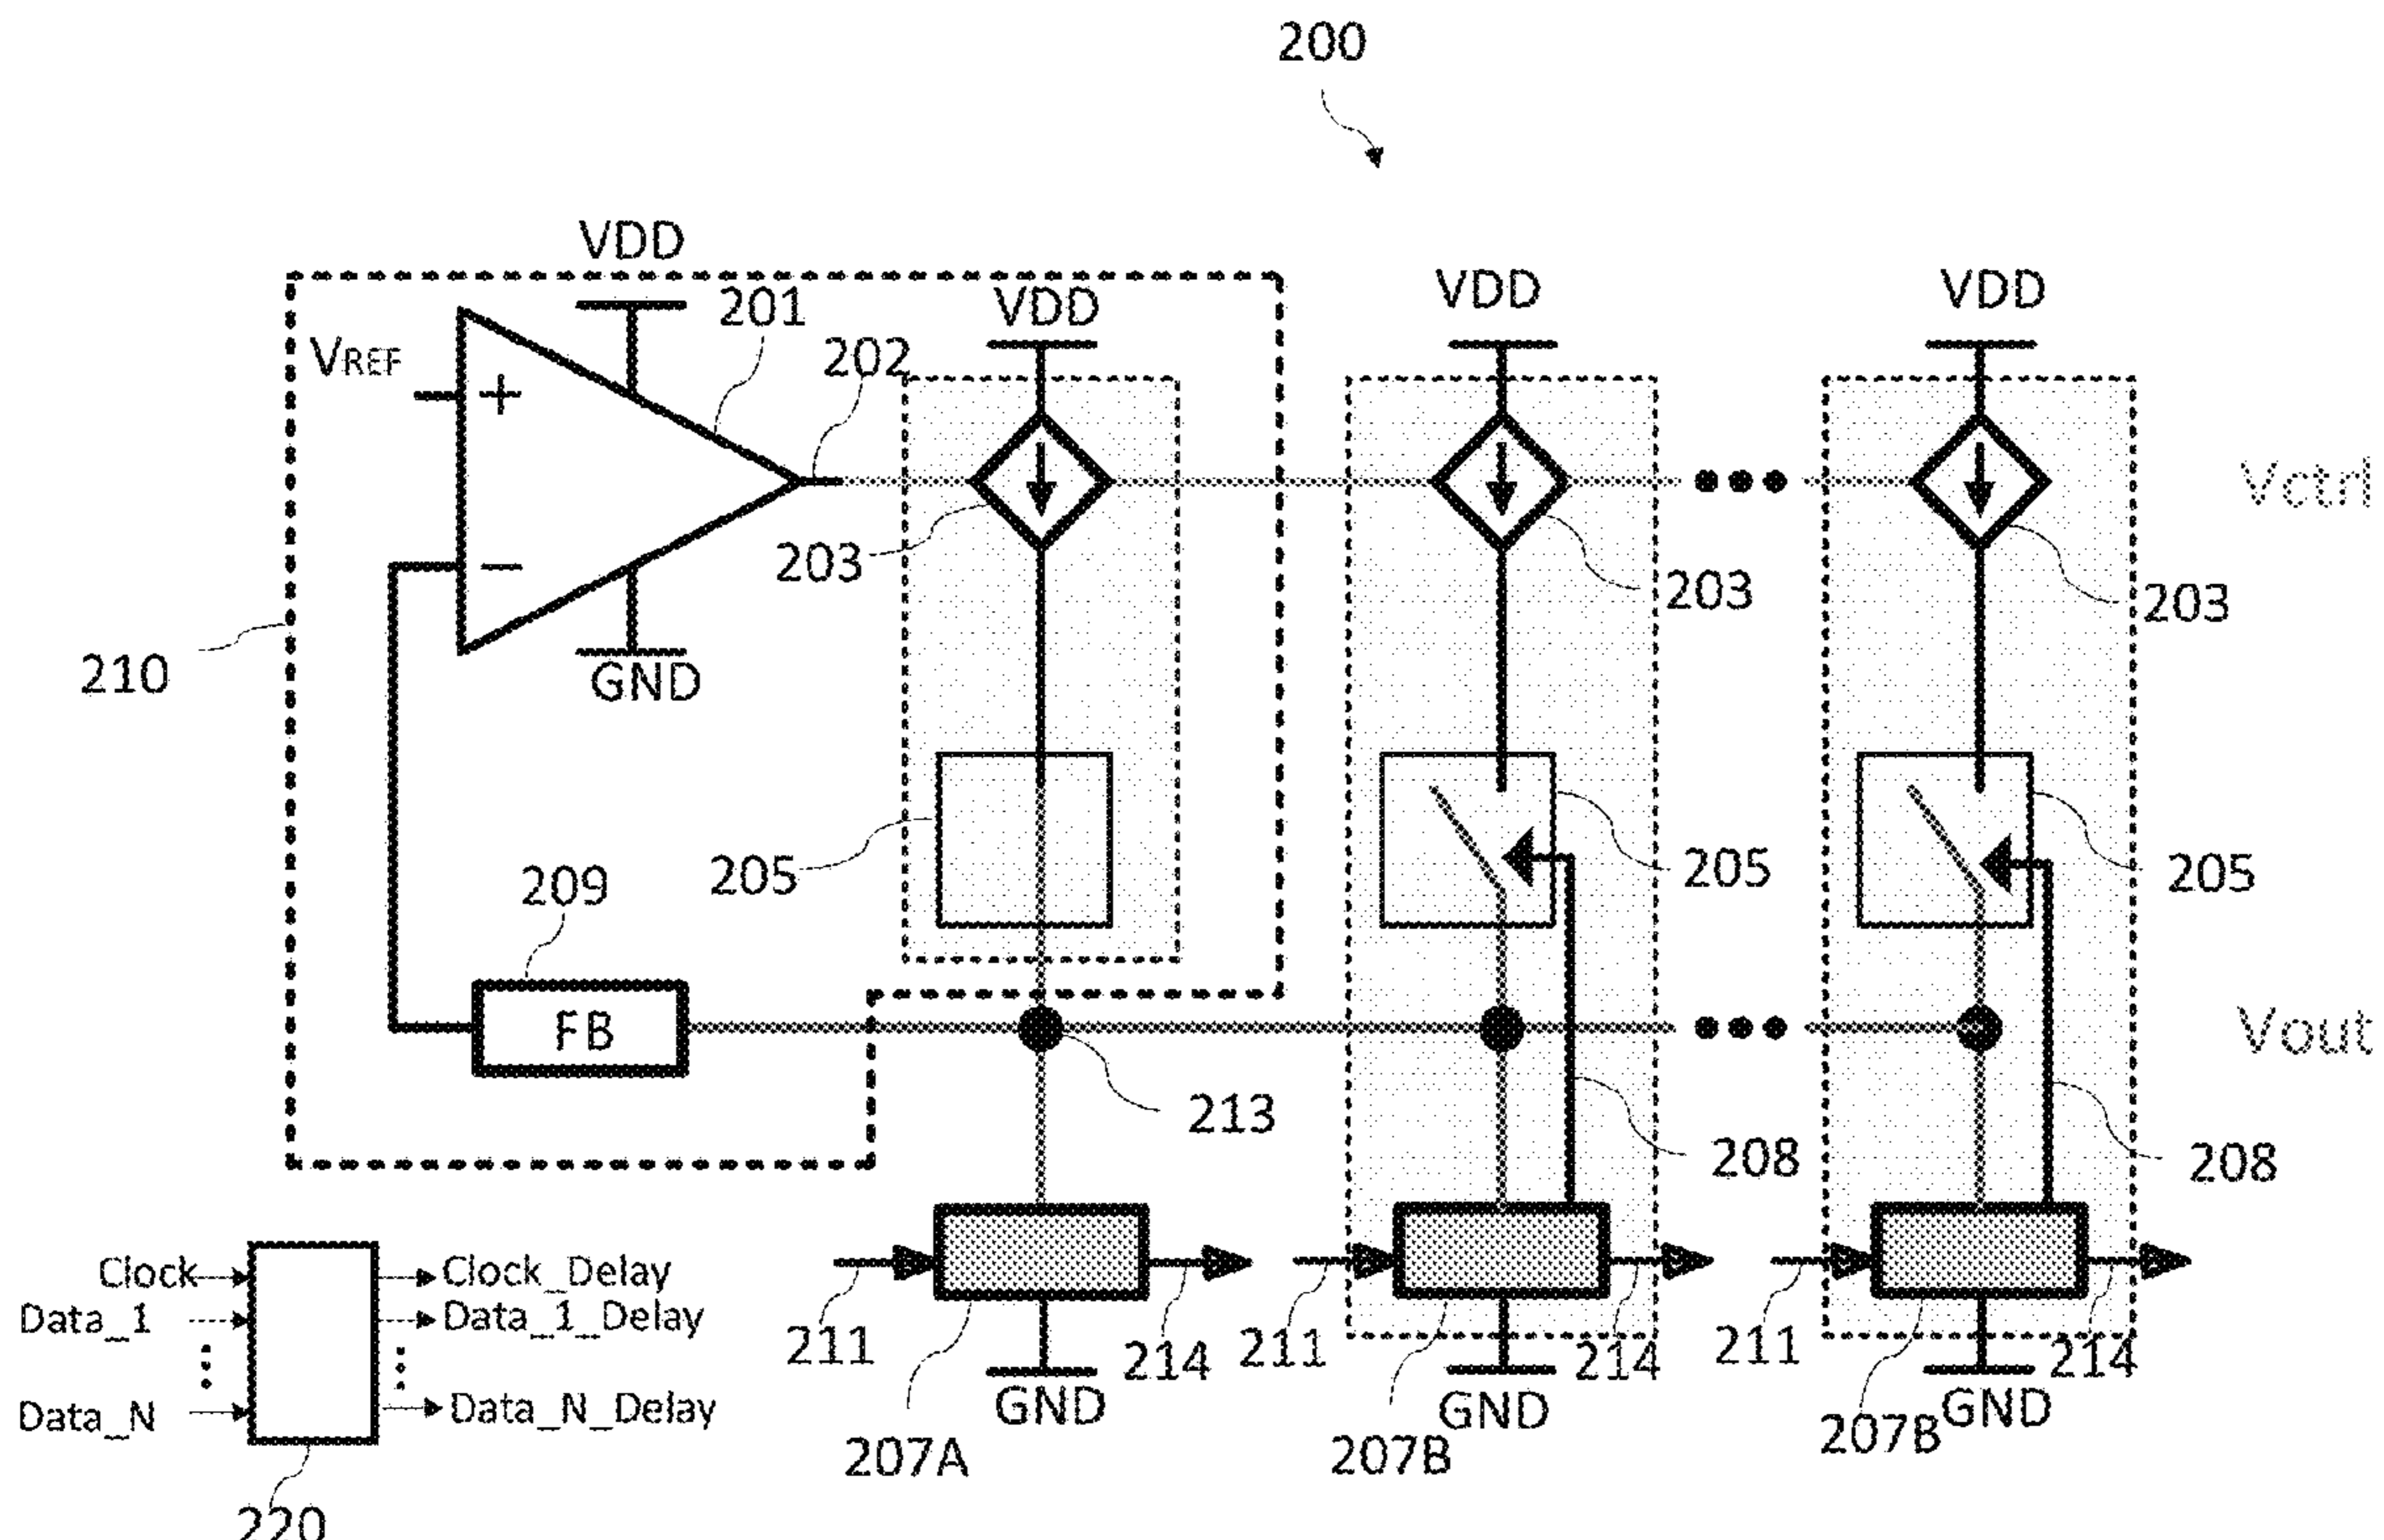 200
VDD
VDD
VDD
VDD
201
VREF
+
202
203
203
203
Vctrl
−
210
GND
205
205
205
209
FB
Vout
213
208
208
Clock
Clock_Delay
Data_1
Data_1_Delay
Data_N
Data_N_Delay
220
211
214
211
214
211
214
GND
GND
GND
207A
207B
207B